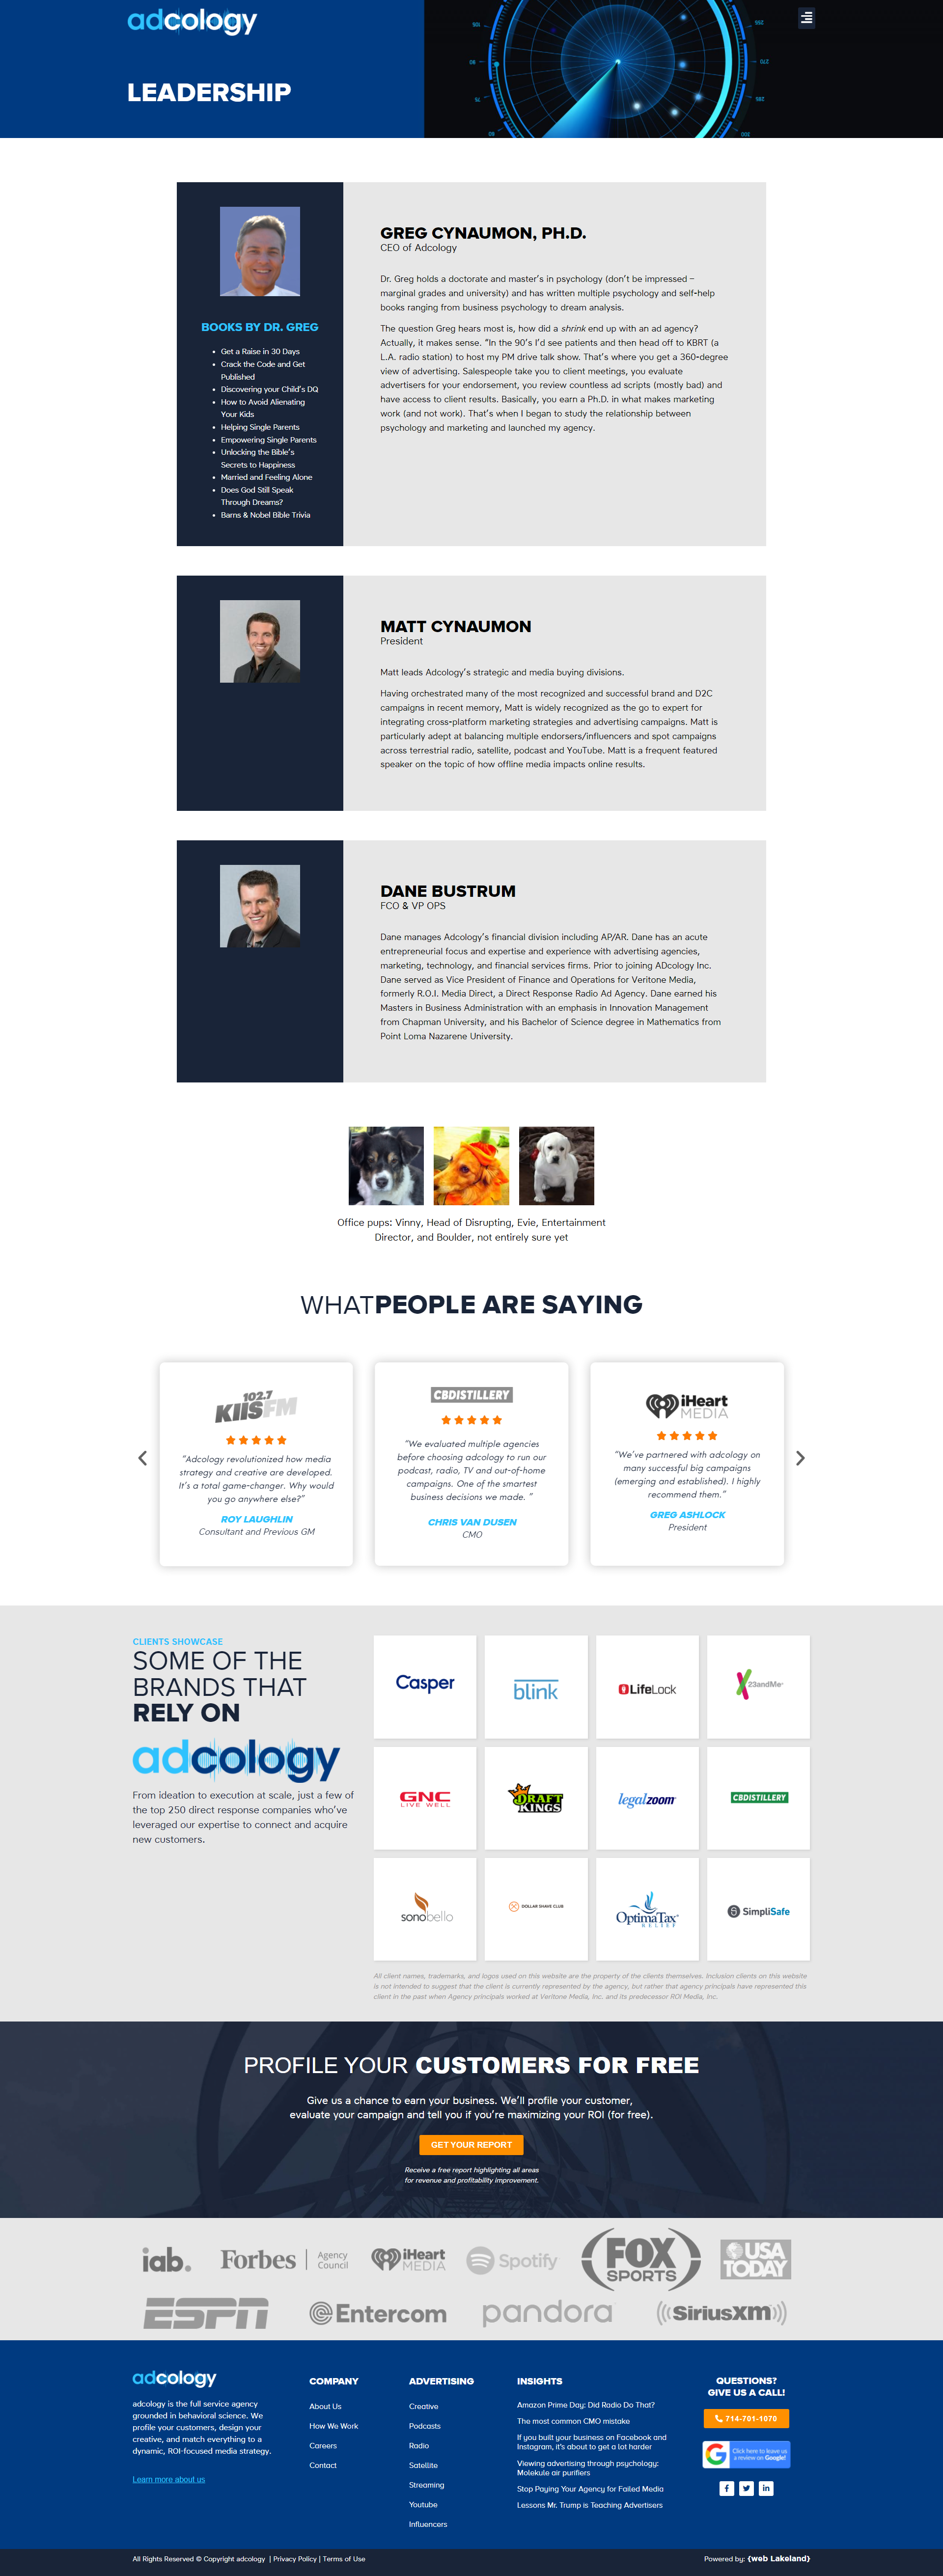 adcology
LEADERSHIP
105
90
75
60
255
270
285
300
GREG CYNAUMON, PH.D.
CEO of Adcology
BOOKS BY DR. GREG
• Get a Raise in 30 Days
• Crack the Code and Get
Published
• Discovering your Child's DQ
• How to Avoid Alienating
Your Kids
• Helping Single Parents
• Empowering Single Parents
• Unlocking the Bible's
Secrets to Happiness
• Married and Feeling Alone
• Does God Still Speak
Through Dreams?
• Barns & Nobel Bible Trivia
Dr. Greg holds a doctorate and master's in psychology (don't be impressed –
marginal grades and university) and has written multiple psychology and self-help
books ranging from business psychology to dream analysis.
The question Greg hears most is, how did a shrink end up with an ad agency?
Actually, it makes sense. "In the 90's I'd see patients and then head off to KBRT (a
L.A. radio station) to host my PM drive talk show. That's where you get a 360-degree
view of advertising. Salespeople take you to client meetings, you evaluate
advertisers for your endorsement, you review countless ad scripts (mostly bad) and
have access to client results. Basically, you earn a Ph.D. in what makes marketing
work (and not work). That's when I began to study the relationship between
psychology and marketing and launched my agency.
MATT CYNAUMON
President
Matt leads Adcology's strategic and media buying divisions.
Having orchestrated many of the most recognized and successful brand and D2C
campaigns in recent memory, Matt is widely recognized as the go to expert for
integrating cross-platform marketing strategies and advertising campaigns. Matt is
particularly adept at balancing multiple endorsers/influencers and spot campaigns
across terrestrial radio, satellite, podcast and YouTube. Matt is a frequent featured
speaker on the topic of how offline media impacts online results.
DANE BUSTRUM
FCO & VP OPS
Dane manages Adcology's financial division including AP/AR. Dane has an acute
entrepreneurial focus and expertise and experience with advertising agencies,
marketing, technology, and financial services firms. Prior to joining ADcology Inc.
Dane served as Vice President of Finance and Operations for Veritone Media,
formerly R.O.I. Media Direct, a Direct Response Radio Ad Agency. Dane earned his
Masters in Business Administration with an emphasis in Innovation Management
from Chapman University, and his Bachelor of Science degree in Mathematics from
Point Loma Nazarene University.
Office pups: Vinny, Head of Disrupting, Evie, Entertainment
Director, and Boulder, not entirely sure yet
WHATPEOPLE ARE SAYING
102.7
KIISFM
"Adcology revolutionized how media
strategy and creative are developed.
It's a total game-changer. Why would
you go anywhere else?"
ROY LAUGHLIN
Consultant and Previous GM
CBDISTILLERY
"We evaluated multiple agencies
before choosing adcology to run our
podcast, radio, TV and out-of-home
campaigns. One of the smartest
business decisions we made. "
CHRIS VAN DUSEN
CMO
iHeart
MEDIA
"We've partnered with adcology on
many successful big campaigns
(emerging and established). I highly
recommend them."
GREG ASHLOCK
President
CLIENTS SHOWCASE
SOME OF THE
BRANDS THAT
RELY ON
adcology
From ideation to execution at scale, just a few of
the top 250 direct response companies who've
leveraged our expertise to connect and acquire
new customers.
Casper
blink
LifeLock
23andMe
GNC
LIVE WELL
DRAFT
KINGS
legalzoom
CBDISTILLERY
sonobello
DOLLAR SHAVE CLUB
OptimaTax
RELIEF
SimpliSafe
All client names, trademarks, and logos used on this website are the property of the clients themselves. Inclusion clients on this website
is not intended to suggest that the client is currently represented by the agency, but rather that agency principals have represented this
client in the past when Agency principals worked at Veritone Media, Inc. and its predecessor ROI Media, Inc.
PROFILE YOUR CUSTOMERS FOR FREE
Give us a chance to earn your business. We'll profile your customer,
evaluate your campaign and tell you if you're maximizing your ROI (for free).
GET YOUR REPORT
Receive a free report highlighting all areas
for revenue and profitability improvement.
iab.
Forbes
Agency
Council
iHeart
MEDIA
Spotify
FOX
SPORTS
USA
TODAY
ESPN
Entercom
pandora
SiriusXM
adcology
adcology is the full service agency
grounded in behavioral science. We
profile your customers, design your
creative, and match everything to a
dynamic, ROI-focused media strategy.
Learn more about us
COMPANY
About Us
How We Work
Careers
Contact
ADVERTISING
Creative
Podcasts
Radio
Satellite
Streaming
Youtube
Influencers
INSIGHTS
Amazon Prime Day: Did Radio Do That?
The most common CMO mistake
If you built your business on Facebook and
Instagram, it's about to get a lot harder
Viewing advertising through psychology:
Molekule air purifiers
Stop Paying Your Agency for Failed Media
Lessons Mr. Trump is Teaching Advertisers
QUESTIONS?
GIVE US A CALL!
714-701-1070
G
Click here to leave us
a review on Google!
All Rights Reserved © Copyright adcology | Privacy Policy | Terms of Use
Powered by: {web Lakeland}